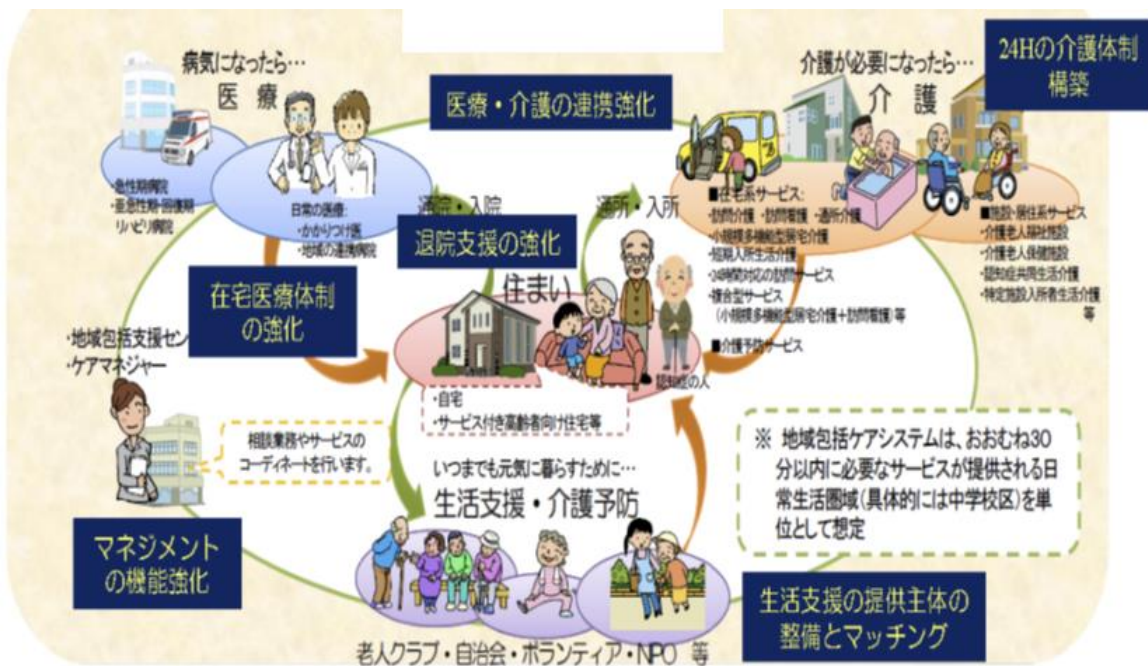 病気になったら…
医 療
・急性期病院
・亜急性期・回復期
リハビリ病院
日常の医療:
・かかりつけ医
・地域の連携病院
医療・介護の連携強化
介護が必要になったら…
介 護
24Hの介護体制
構築
■在宅系サービス:
・訪問介護 ・訪問看護 ・通所介護
・小規模多機能型居宅介護
・短期入所生活介護
・24時間対応の訪問サービス
・複合型サービス
(小規模多機能型居宅介護+訪問看護)等
■介護予防サービス
■施設・居住系サービス
・介護老人福祉施設
・介護老人保健施設
・認知症共同生活介護
・特定施設入所者生活介護
等
通院・入院
通所・入所
退院支援の強化
住まい
在宅医療体制
の強化
・地域包括支援セン
・ケアマネジャー
認知症の人
・自宅
・サービス付き高齢者向け住宅等
相談業務やサービスの
コーディネートを行います。
いつまでも元気に暮らすために…
生活支援・介護予防
※ 地域包括ケアシステムは、おおむね30
分以内に必要なサービスが提供される日
常生活圏域(具体的には中学校区)を単
位として想定
マネジメント
の機能強化
生活支援の提供主体の
整備とマッチング
老人クラブ・自治会・ボランティア・NPO 等